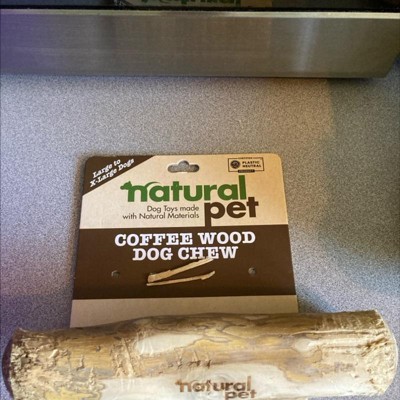 Large to
X-Large Dogs
PLASTIC
NEUTRAL
natural
pet
Dog Toys made
with Natural Materials
COFFEE WOOD
DOG CHEW
natural
pet